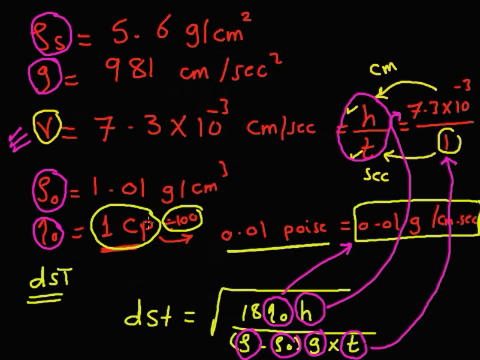 ρs = 5.6 g/cm²
g = 981 cm/sec²
V = 7.3 × 10⁻³ cm/sec = h/t = 7.3 × 10⁻³/1
cm
sec
ρ₀ = 1.01 g/cm³
η₀ = 1 Cp ÷100 → 0.01 poise = 0.01 g/cm.sec
dsT
dst = √ 18 η₀ h / (ρ - ρ₀) g × t